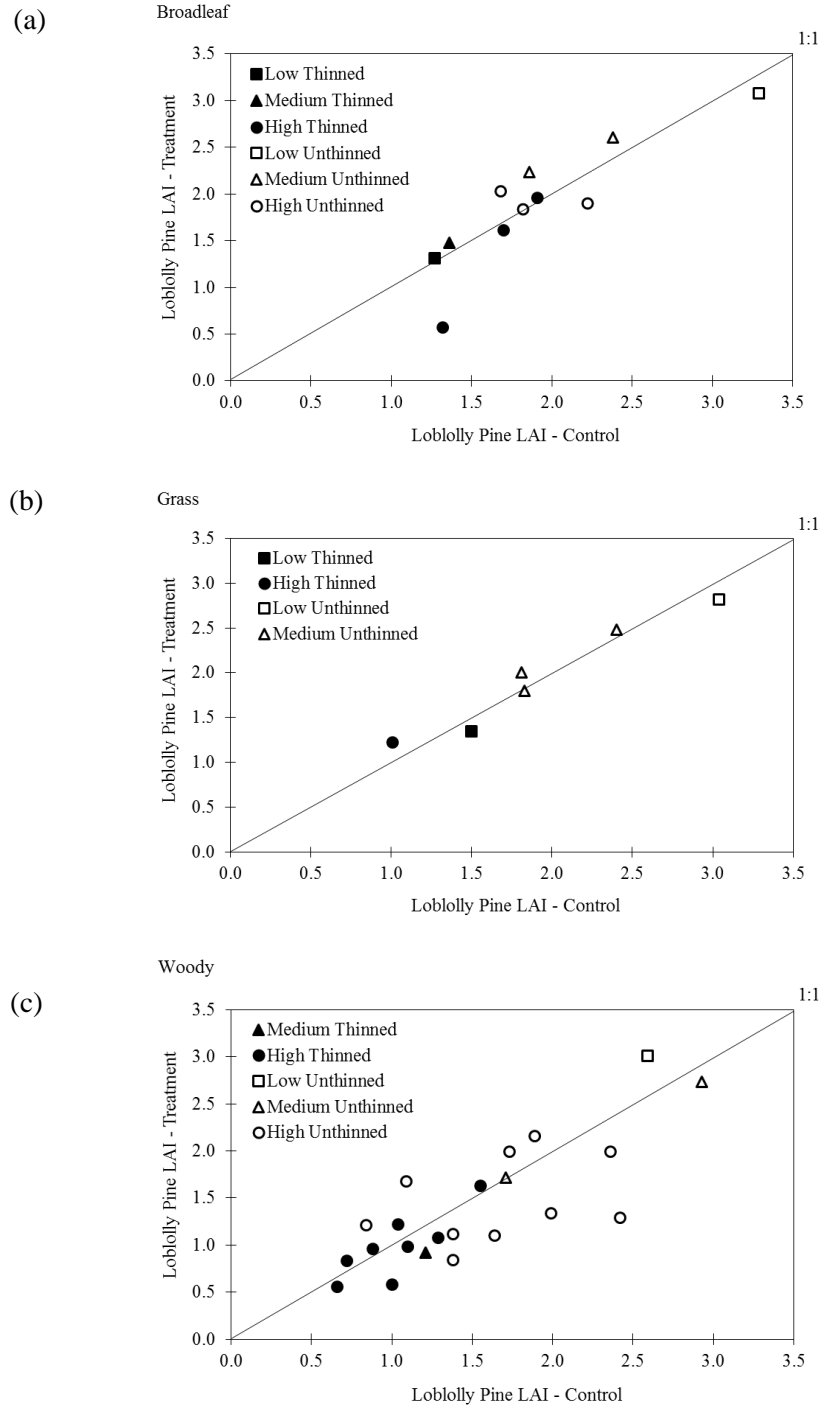 (a)
Broadleaf
1:1
Loblolly Pine LAI - Treatment
3.5
3.0
2.5
2.0
1.5
1.0
0.5
0.0
Low Thinned
Medium Thinned
High Thinned
Low Unthinned
Medium Unthinned
High Unthinned
0.0 0.5 1.0 1.5 2.0 2.5 3.0 3.5
Loblolly Pine LAI - Control
(b)
Grass
1:1
Loblolly Pine LAI - Treatment
3.5
3.0
2.5
2.0
1.5
1.0
0.5
0.0
Low Thinned
High Thinned
Low Unthinned
Medium Unthinned
0.0 0.5 1.0 1.5 2.0 2.5 3.0 3.5
Loblolly Pine LAI - Control
(c)
Woody
1:1
Loblolly Pine LAI - Treatment
3.5
3.0
2.5
2.0
1.5
1.0
0.5
0.0
Medium Thinned
High Thinned
Low Unthinned
Medium Unthinned
High Unthinned
0.0 0.5 1.0 1.5 2.0 2.5 3.0 3.5
Loblolly Pine LAI - Control